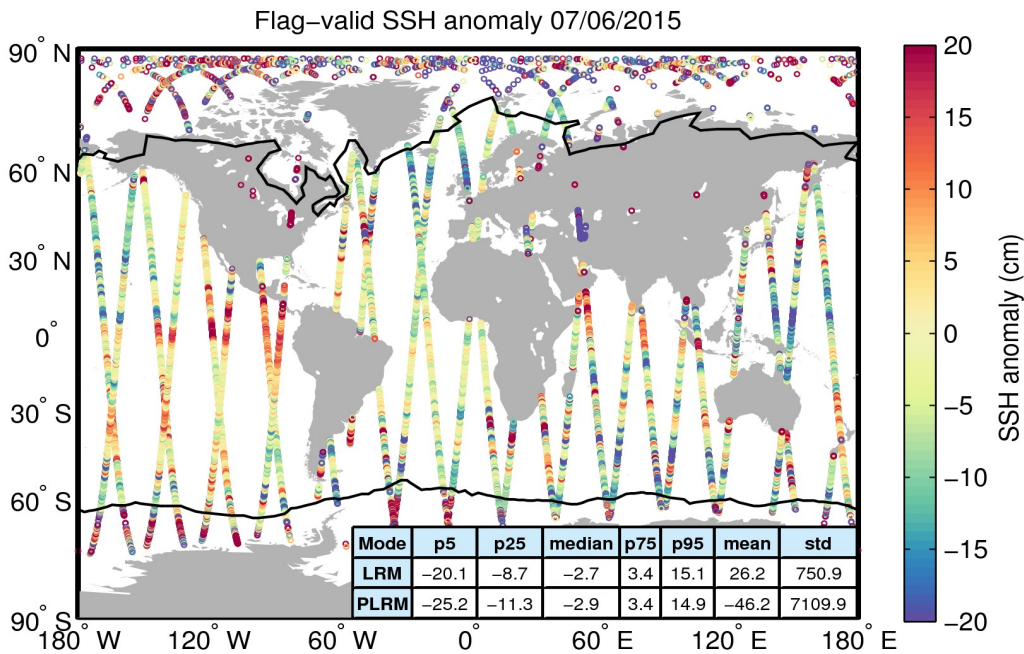 Flag−valid SSH anomaly 07/06/2015
90° N
60° N
30° N
0°
30° S
60° S
90° S
180° W
120° W
60° W
0°
60° E
120° E
180° E
Mode p5 p25 median p75 p95 mean std
LRM −20.1 −8.7 −2.7 3.4 15.1 26.2 750.9
PLRM −25.2 −11.3 −2.9 3.4 14.9 −46.2 7109.9
20
15
10
5
0
−5
−10
−15
−20
SSH anomaly (cm)